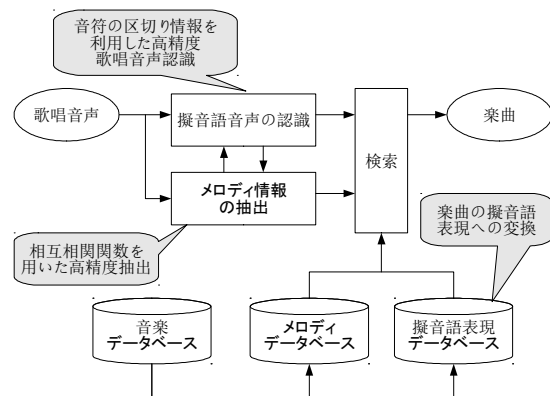 音符の区切り情報を
利用した高精度
歌唱音声認識
歌唱音声
擬音語音声の認識
検索
楽曲
メロディ情報
の抽出
相互相関関数を
用いた高精度抽出
楽曲の擬音語
表現への変換
音楽
データベース
メロディ
データベース
擬音語表現
データベース